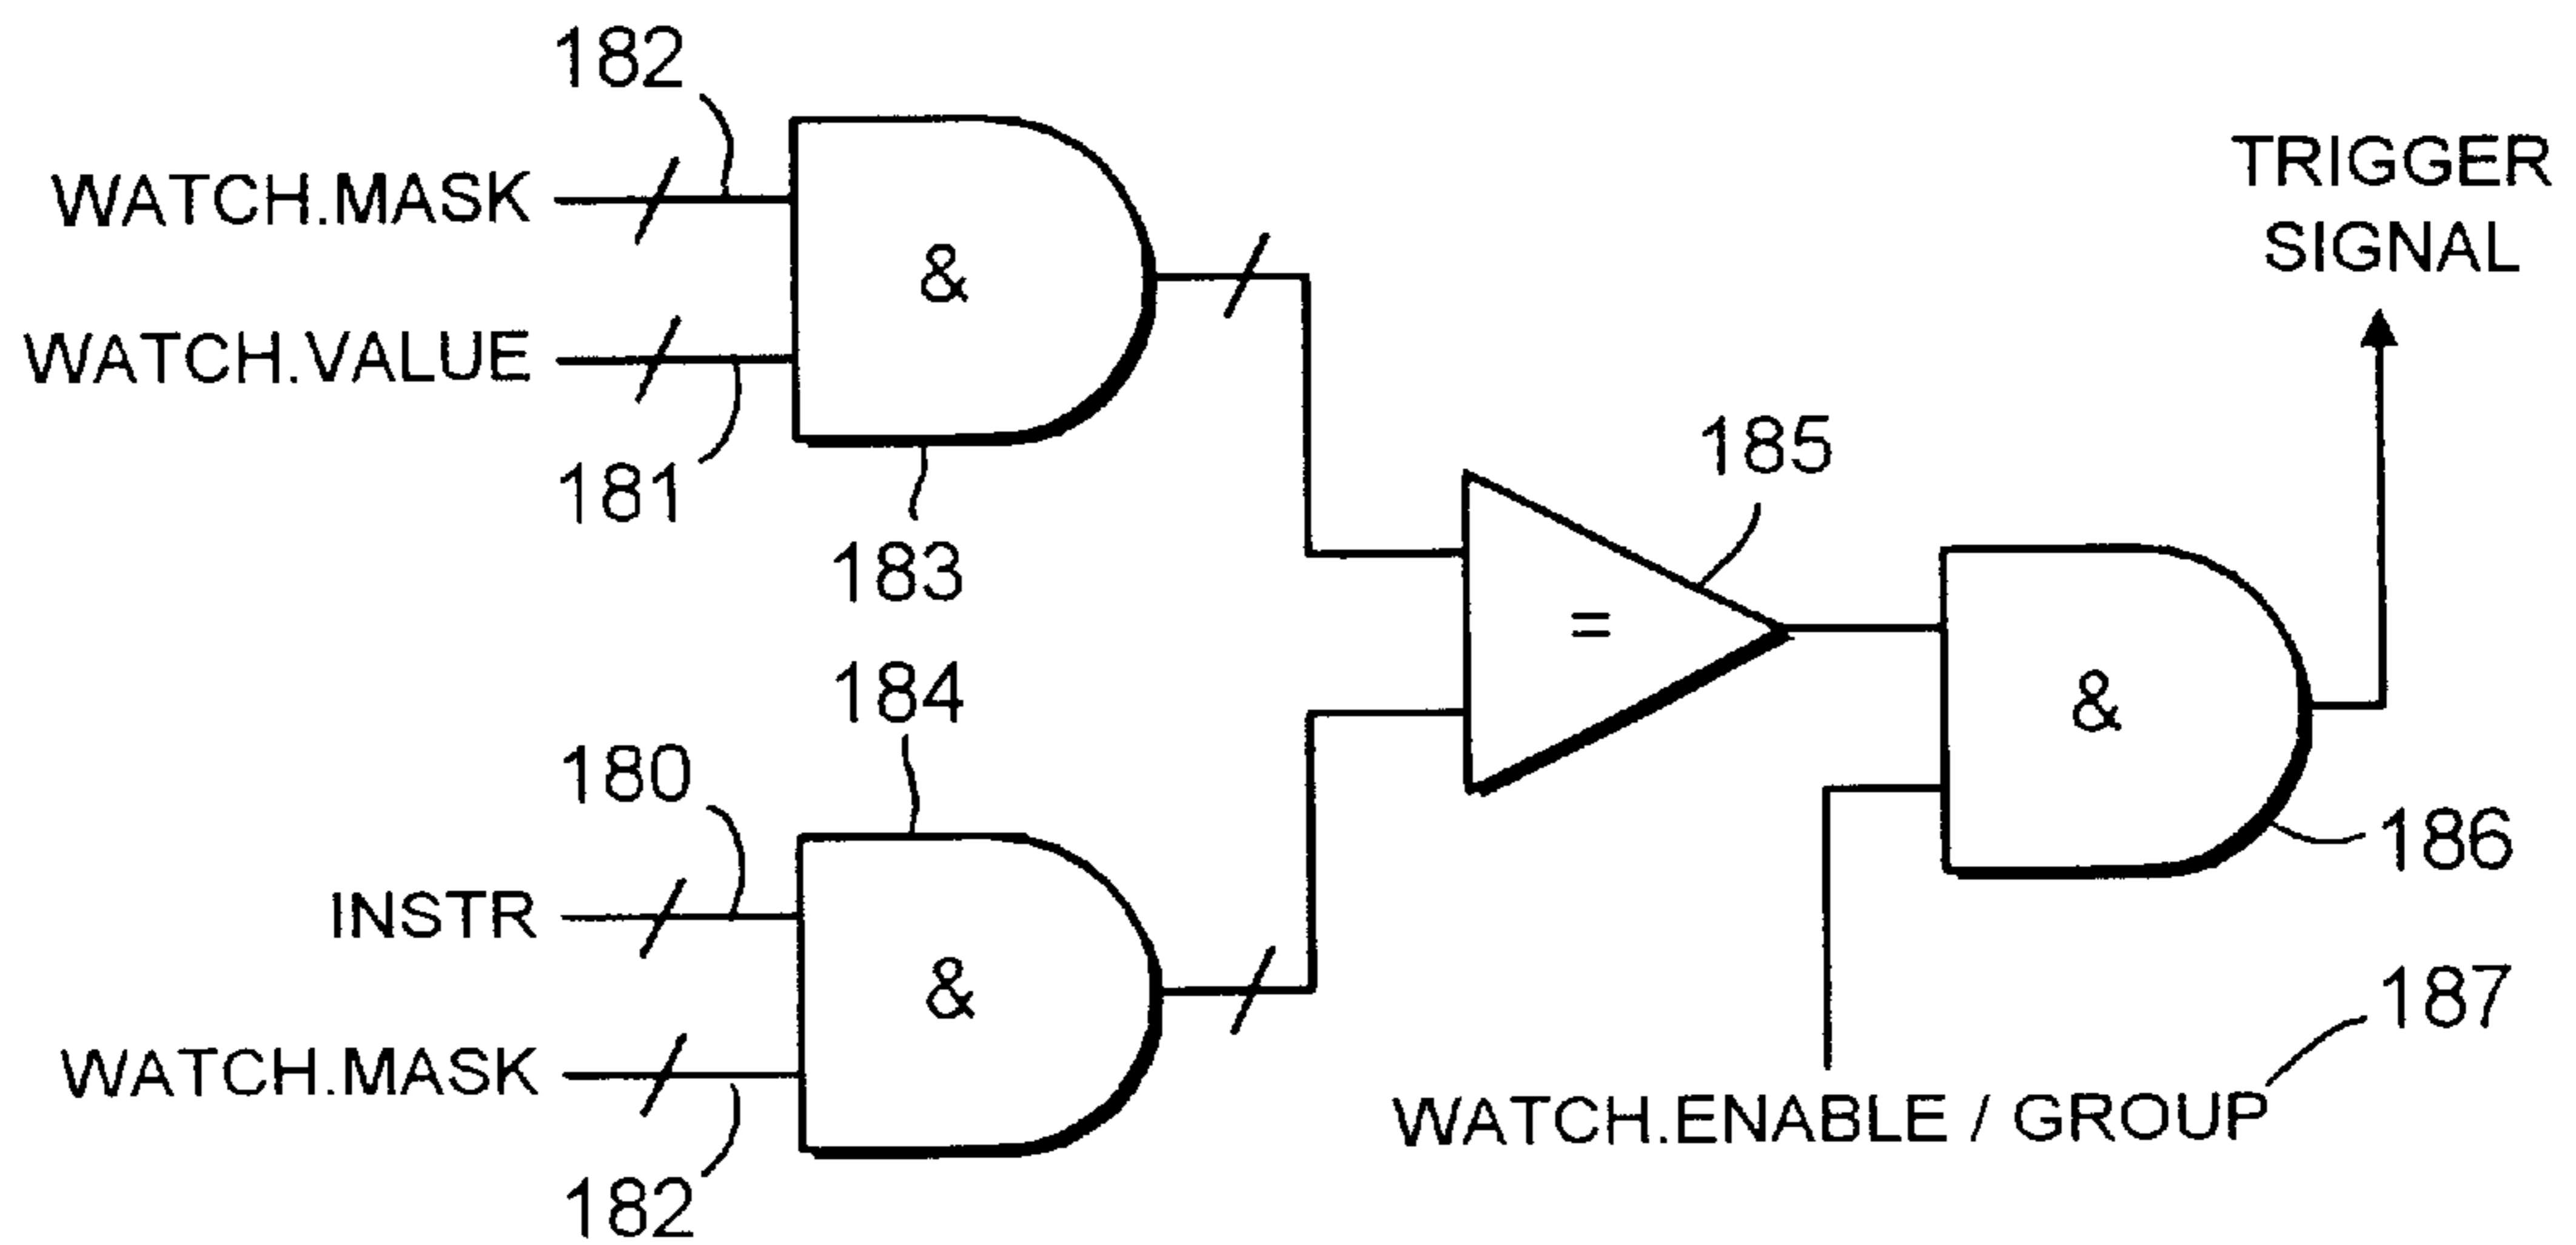 182
WATCH.MASK
&
WATCH.VALUE
181
183
TRIGGER
SIGNAL
185
=
184
180
INSTR
&
WATCH.MASK
182
&
186
187
WATCH.ENABLE / GROUP